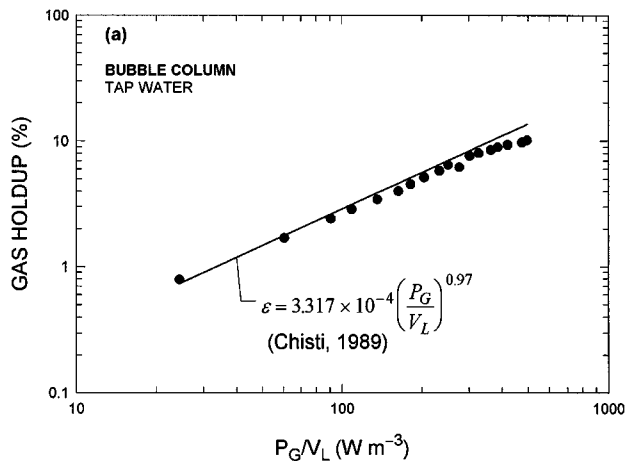 (a)
BUBBLE COLUMN
TAP WATER
GAS HOLDUP (%)
100
10
1
0.1
ε = 3.317 × 10⁻⁴ (P_G/V_L)^0.97
(Chisti, 1989)
10
100
1000
P_G/V_L (W m⁻³)